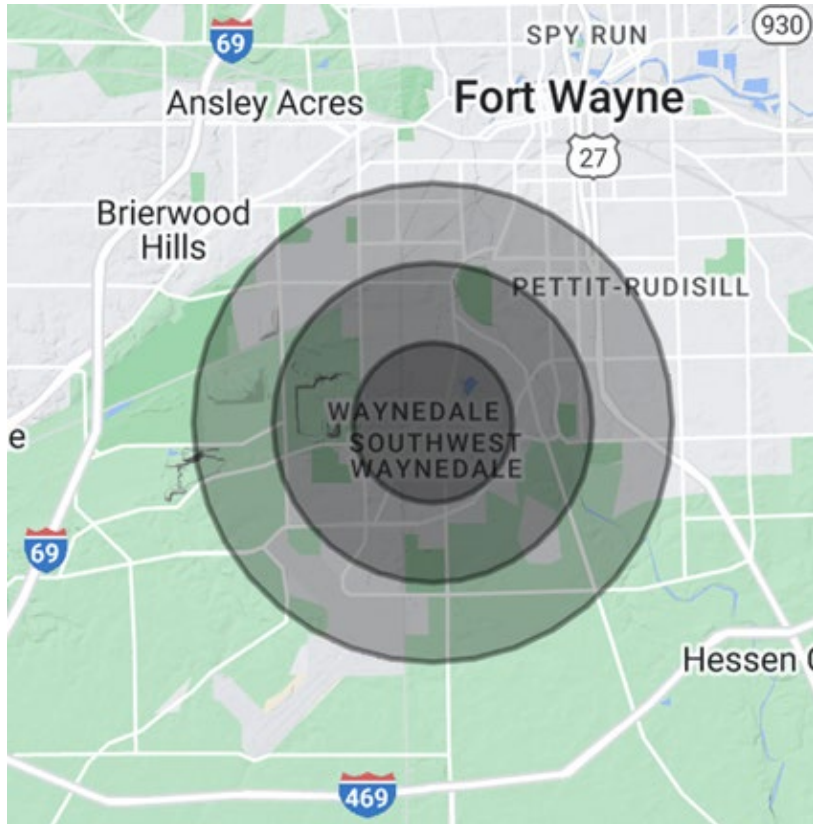 930
69
SPY RUN
Ansley Acres
Fort Wayne
27
Brierwood
Hills
PETTIT-RUDISILL
WAYNEDALE
e
SOUTHWEST
WAYNEDALE
69
Hessen C
469